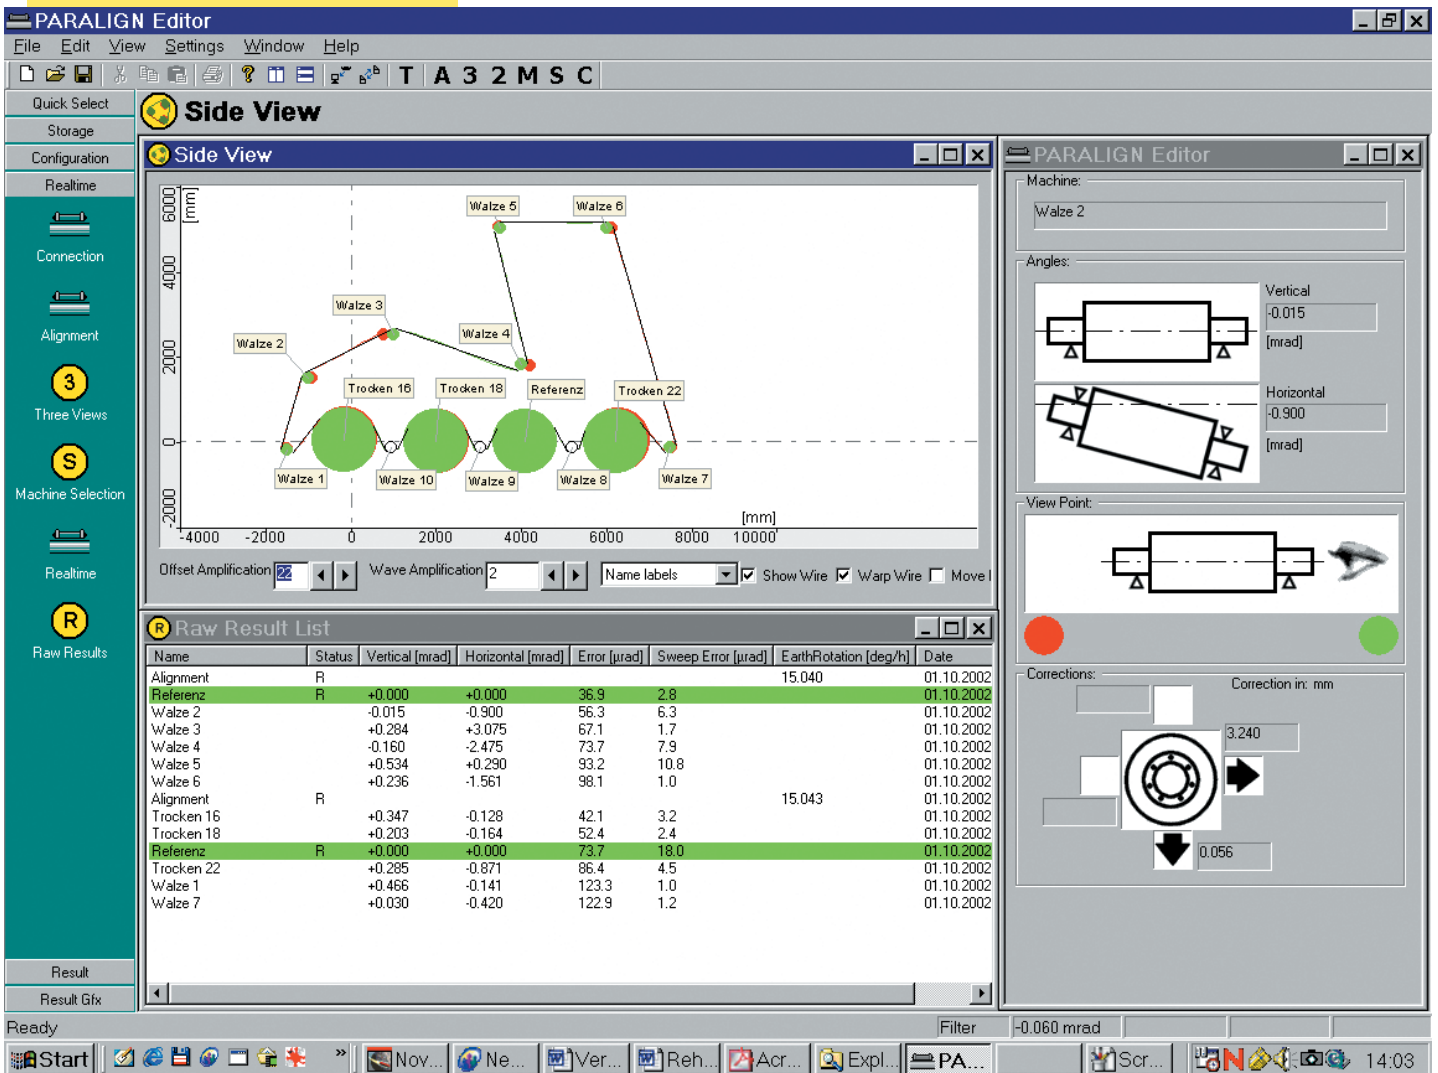 PARALIGN Editor
File Edit View Settings Window Help
T A 3 2 M S C
Quick Select
Storage
Configuration
Realtime
Connection
Alignment
3
Three Views
S
Machine Selection
Realtime
R
Raw Results
Result
Result Gfx
Side View
Side View
6000
[mm]
4000
2000
0
-2000
Walze 5
Walze 6
Walze 3
Walze 4
Walze 2
Trocken 16
Trocken 18
Referenz
Trocken 22
Walze 1
Walze 10
Walze 9
Walze 8
Walze 7
[mm]
-4000 -2000 0 2000 4000 6000 8000 10000
Offset Amplification 22 Wave Amplification 2 Name labels Show Wire Warp Wire Move
R Raw Result List
Name Status Vertical [mrad] Horizontal [mrad] Error [µrad] Sweep Error [µrad] EarthRotation [deg/h] Date
Alignment R 15.040 01.10.2002
Referenz R +0.000 +0.000 36.9 2.8 01.10.2002
Walze 2 -0.015 -0.900 56.3 6.3 01.10.2002
Walze 3 +0.284 +3.075 67.1 1.7 01.10.2002
Walze 4 -0.160 -2.475 73.7 7.9 01.10.2002
Walze 5 +0.534 +0.290 93.2 10.8 01.10.2002
Walze 6 +0.236 -1.561 98.1 1.0 01.10.2002
Alignment R 15.043 01.10.2002
Trocken 16 +0.347 -0.128 42.1 3.2 01.10.2002
Trocken 18 +0.203 -0.164 52.4 2.4 01.10.2002
Referenz R +0.000 +0.000 73.7 18.0 01.10.2002
Trocken 22 +0.285 -0.871 86.4 4.5 01.10.2002
Walze 1 +0.466 -0.141 123.3 1.0 01.10.2002
Walze 7 +0.030 -0.420 122.9 1.2 01.10.2002
PARALIGN Editor
Machine:
Walze 2
Angles:
Vertical
-0.015
[mrad]
Horizontal
-0.900
[mrad]
View Point:
Corrections:
Correction in: mm
3.240
0.056
Ready Filter -0.060 mrad
Start » Nov... Ne... Ver... Reh... Acr... Expl... PA... Scr... N 14:03